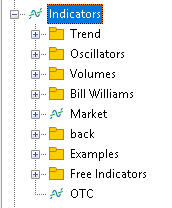 Indicators
Trend
Oscillators
Volumes
Bill Williams
Market
back
Examples
Free Indicators
OTC